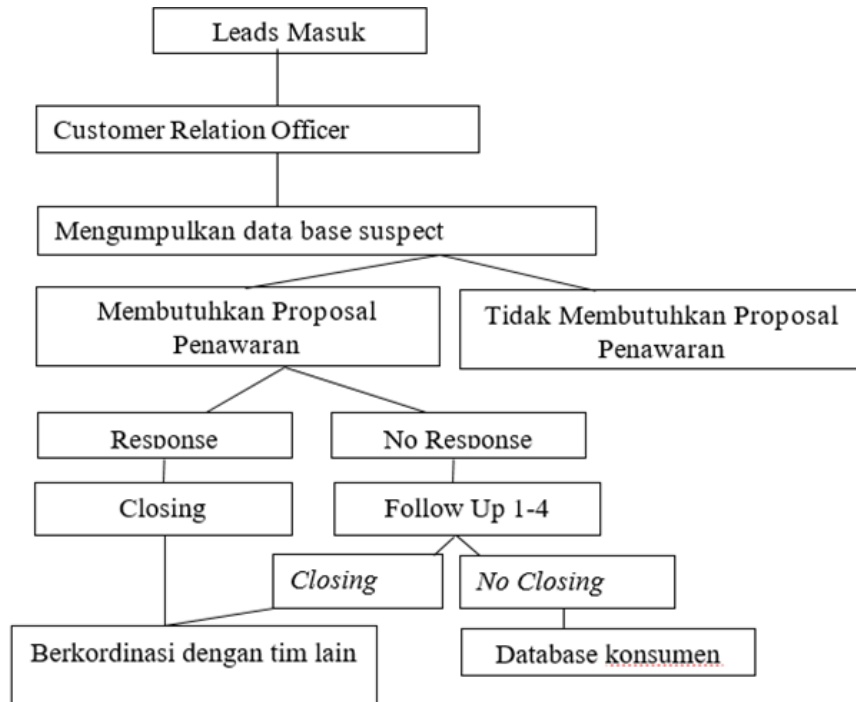 Leads Masuk
Customer Relation Officer
Mengumpulkan data base suspect
Membutuhkan Proposal
Penawaran
Tidak Membutuhkan Proposal
Penawaran
Response
No Response
Closing
Follow Up 1-4
Closing
No Closing
Berkordinasi dengan tim lain
Database konsumen